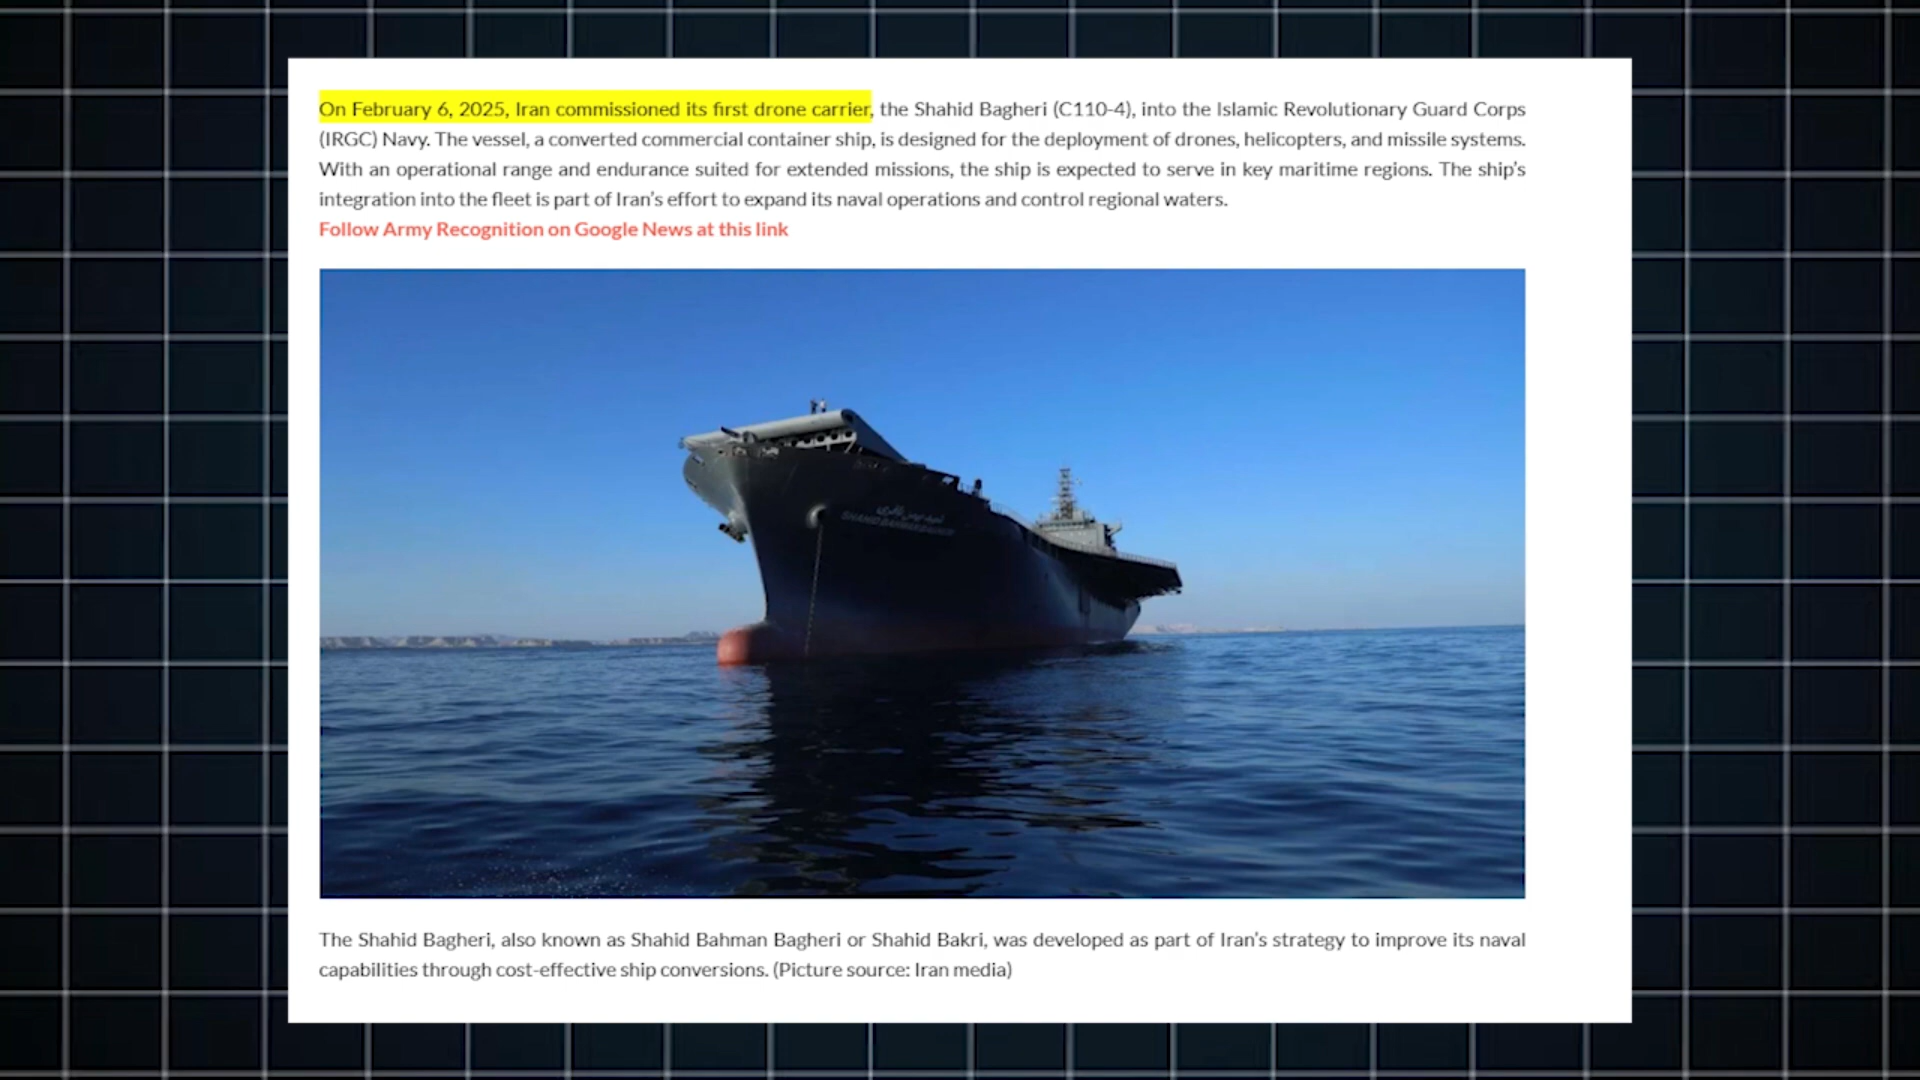 On February 6, 2025, Iran commissioned its first drone carrier, the Shahid Bagheri (C110-4), into the Islamic Revolutionary Guard Corps
(IRGC) Navy. The vessel, a converted commercial container ship, is designed for the deployment of drones, helicopters, and missile systems.
With an operational range and endurance suited for extended missions, the ship is expected to serve in key maritime regions. The ship’s
integration into the fleet is part of Iran’s effort to expand its naval operations and control regional waters.
Follow Army Recognition on Google News at this link
The Shahid Bagheri, also known as Shahid Bahman Bagheri or Shahid Bakri, was developed as part of Iran’s strategy to improve its naval
capabilities through cost-effective ship conversions. (Picture source: Iran media)